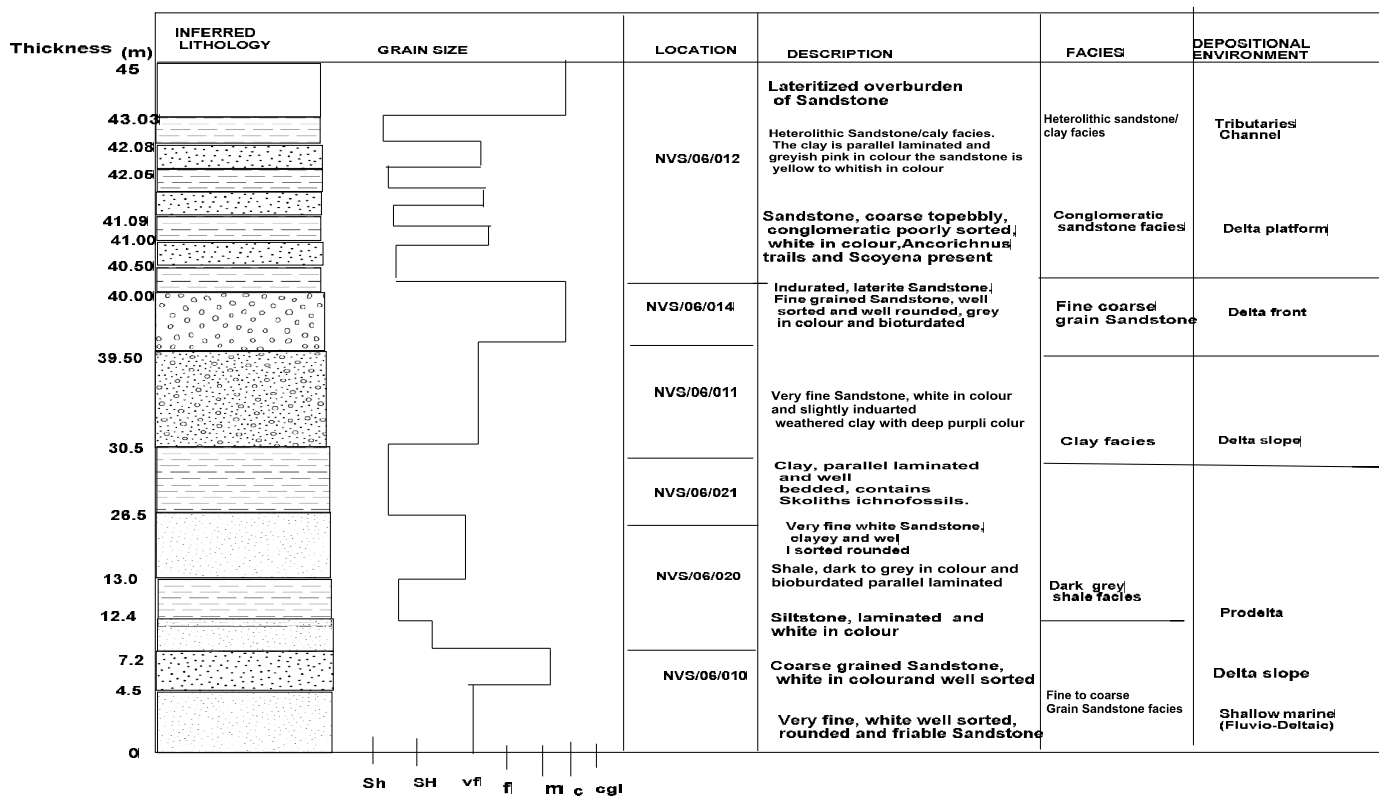 Thickness (m)
INFERRED
LITHOLOGY
GRAIN SIZE
LOCATION
DESCRIPTION
FACIES
DEPOSITIONAL
ENVIRONMENT
45
43.03
42.08
42.05
41.09
41.00
40.50
40.00
39.50
30.5
26.5
13.0
12.4
7.2
4.5
0
Sh
SH
vf
f
m
c
cgl
NVS/06/012
NVS/06/014
NVS/06/011
NVS/06/021
NVS/06/020
NVS/06/010
Lateritized overburden
of Sandstone
Heterolithic Sandstone/caly facies.
The clay is parallel laminated and
greyish pink in colour the sandstone is
yellow to whitish in colour
Sandstone, coarse topebbly,
conglomeratic poorly sorted,
white in colour,Ancorichnus
trails and Scoyena present
Indurated, laterite Sandstone,
Fine grained Sandstone, well
sorted and well rounded, grey
in colour and bioturdated
Very fine Sandstone, white in colour
and slightly induarted
weathered clay with deep purpli colur
Clay, parallel laminated
and well
bedded, contains
Skoliths ichnofossils.
Very fine white Sandstone,
clayey and wel
l sorted rounded
Shale, dark to grey in colour and
bioburdated parallel laminated
Siltstone, laminated and
white in colour
Coarse grained Sandstone,
white in colourand well sorted
Very fine, white well sorted,
rounded and friable Sandstone
Heterolithic sandstone/
clay facies
Conglomeratic
sandstone facies
Fine coarse
grain Sandstone
Clay facies
Dark grey
shale facies
Fine to coarse
Grain Sandstone facies
Tributaries
Channel
Delta platform
Delta front
Delta slope
Prodelta
Delta slope
Shallow marine
(Fluvio-Deltaic)